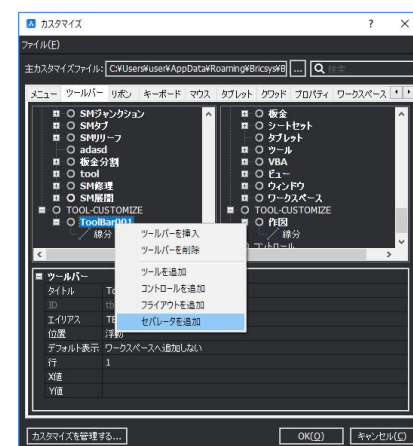 カスタマイズ
ファイル(F)
主カスタマイズファイル: C:¥Users¥user¥AppData¥Roaming¥Bricsys¥B ... 検索
メニュー ツールバー リボン キーボード マウス タブレット クワッド プロパティ ワークスペース
SMジャンクション
SMタブ
SMリリーフ
adasd
板金分割
tool
SM修理
SM展開
TOOL-CUSTOMIZE
ToolBar001
線分
板金
シートセット
タブレット
ツール
VBA
ビュー
ウィンドウ
ワークスペース
TOOL-CUSTOMIZE
作図
線分
コントロール
ツールバーを挿入
ツールバーを削除
ツールを追加
コントロールを追加
フライアウトを追加
セパレータを追加
ツールバー
タイトル
ID
エイリアス
位置 浮動
デフォルト表示 ワークスペースへ追加しない
行 1
X値
Y値
カスタマイズを管理する... OK(O) キャンセル(C)